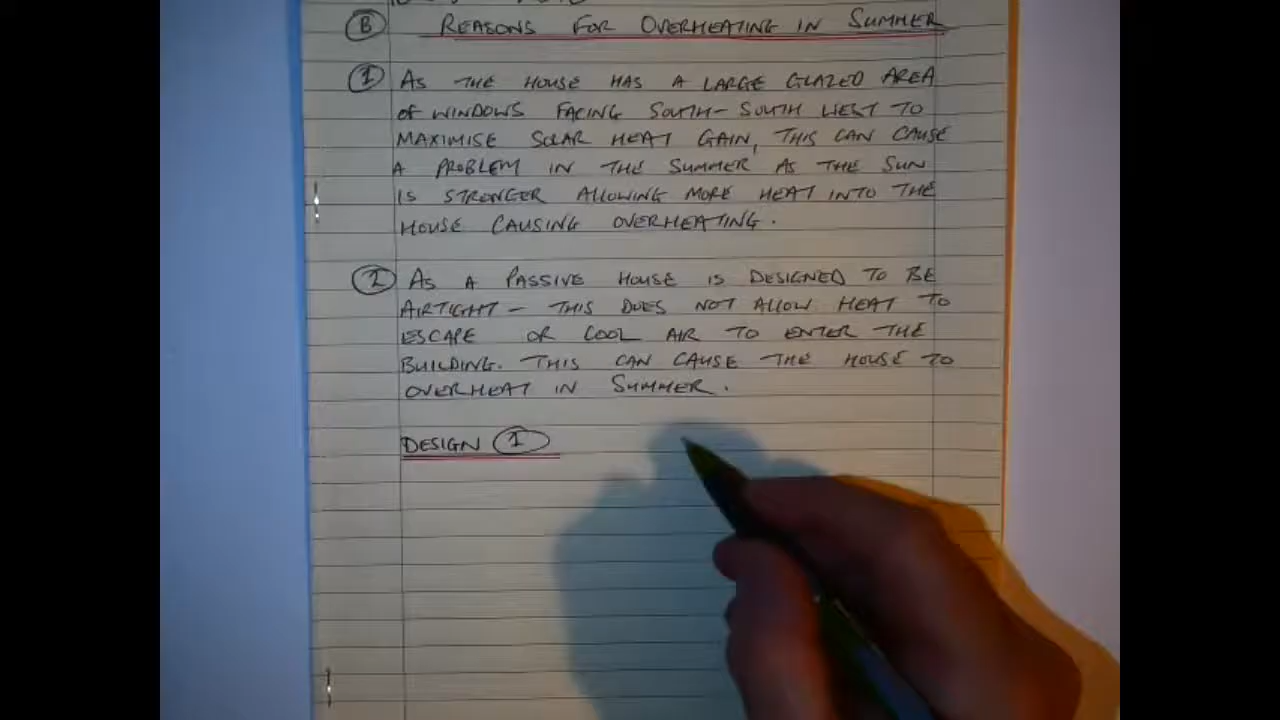 (B) REASONS FOR OVERHEATING IN SUMMER
(1) AS THE HOUSE HAS A LARGE GLAZED AREA
OF WINDOWS FACING SOUTH- SOUTH WEST TO
MAXIMISE SOLAR HEAT GAIN, THIS CAN CAUSE
A PROBLEM IN THE SUMMER AS THE SUN
IS STRONGER ALLOWING MORE HEAT INTO THE
HOUSE CAUSING OVERHEATING.
(2) AS A PASSIVE HOUSE IS DESIGNED TO BE
AIRTIGHT - THIS DOES NOT ALLOW HEAT TO
ESCAPE OR COOL AIR TO ENTER THE
BUILDING. THIS CAN CAUSE THE HOUSE TO
OVERHEAT IN SUMMER.
DESIGN (1)